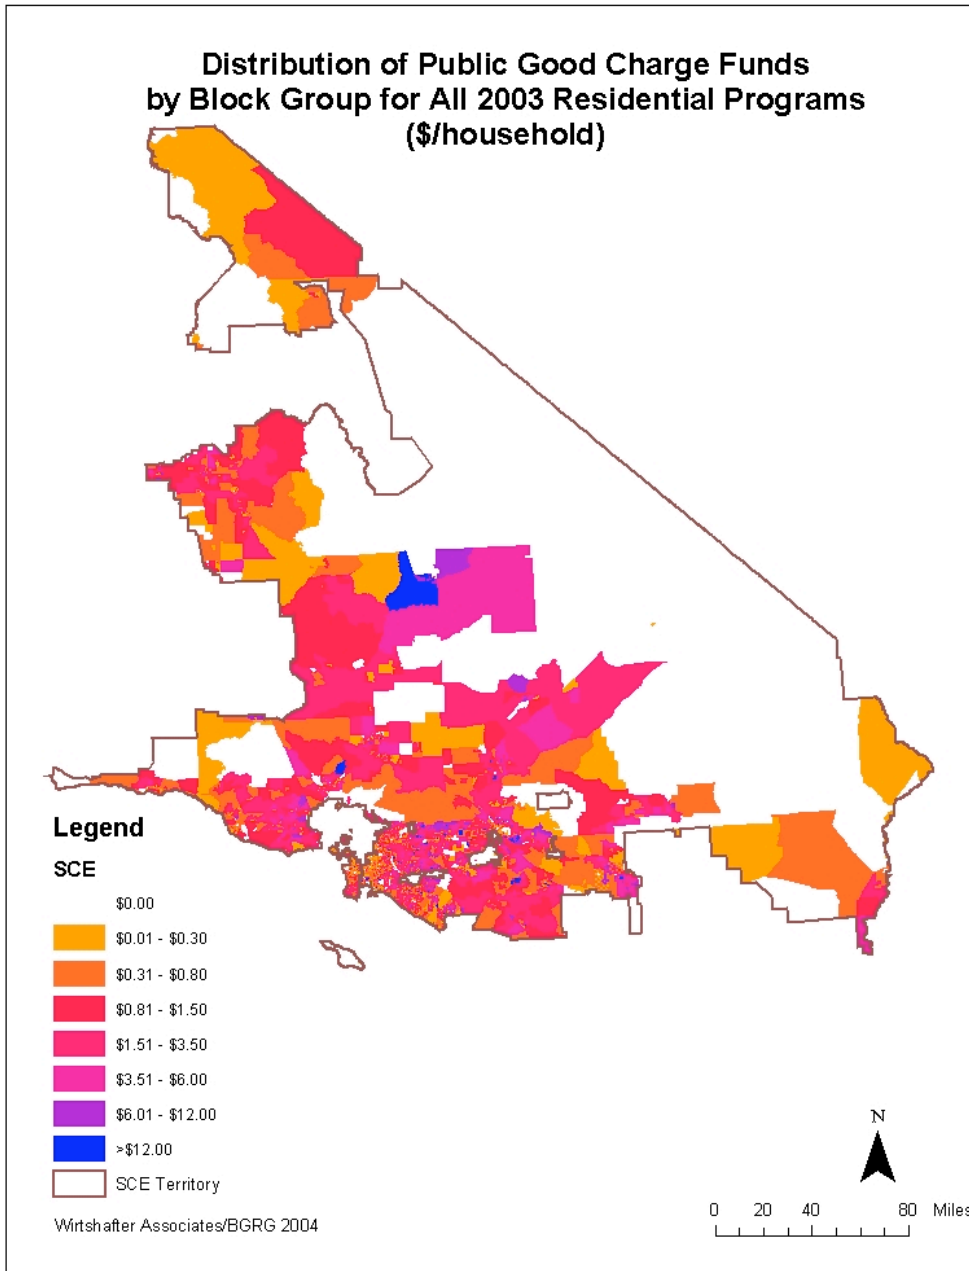 Distribution of Public Good Charge Funds
by Block Group for All 2003 Residential Programs
($/household)
Legend
SCE
$0.00
$0.01 - $0.30
$0.31 - $0.80
$0.81 - $1.50
$1.51 - $3.50
$3.51 - $6.00
$6.01 - $12.00
>$12.00
SCE Territory
Wirtshafter Associates/BGRG 2004
N
0 20 40 80 Miles